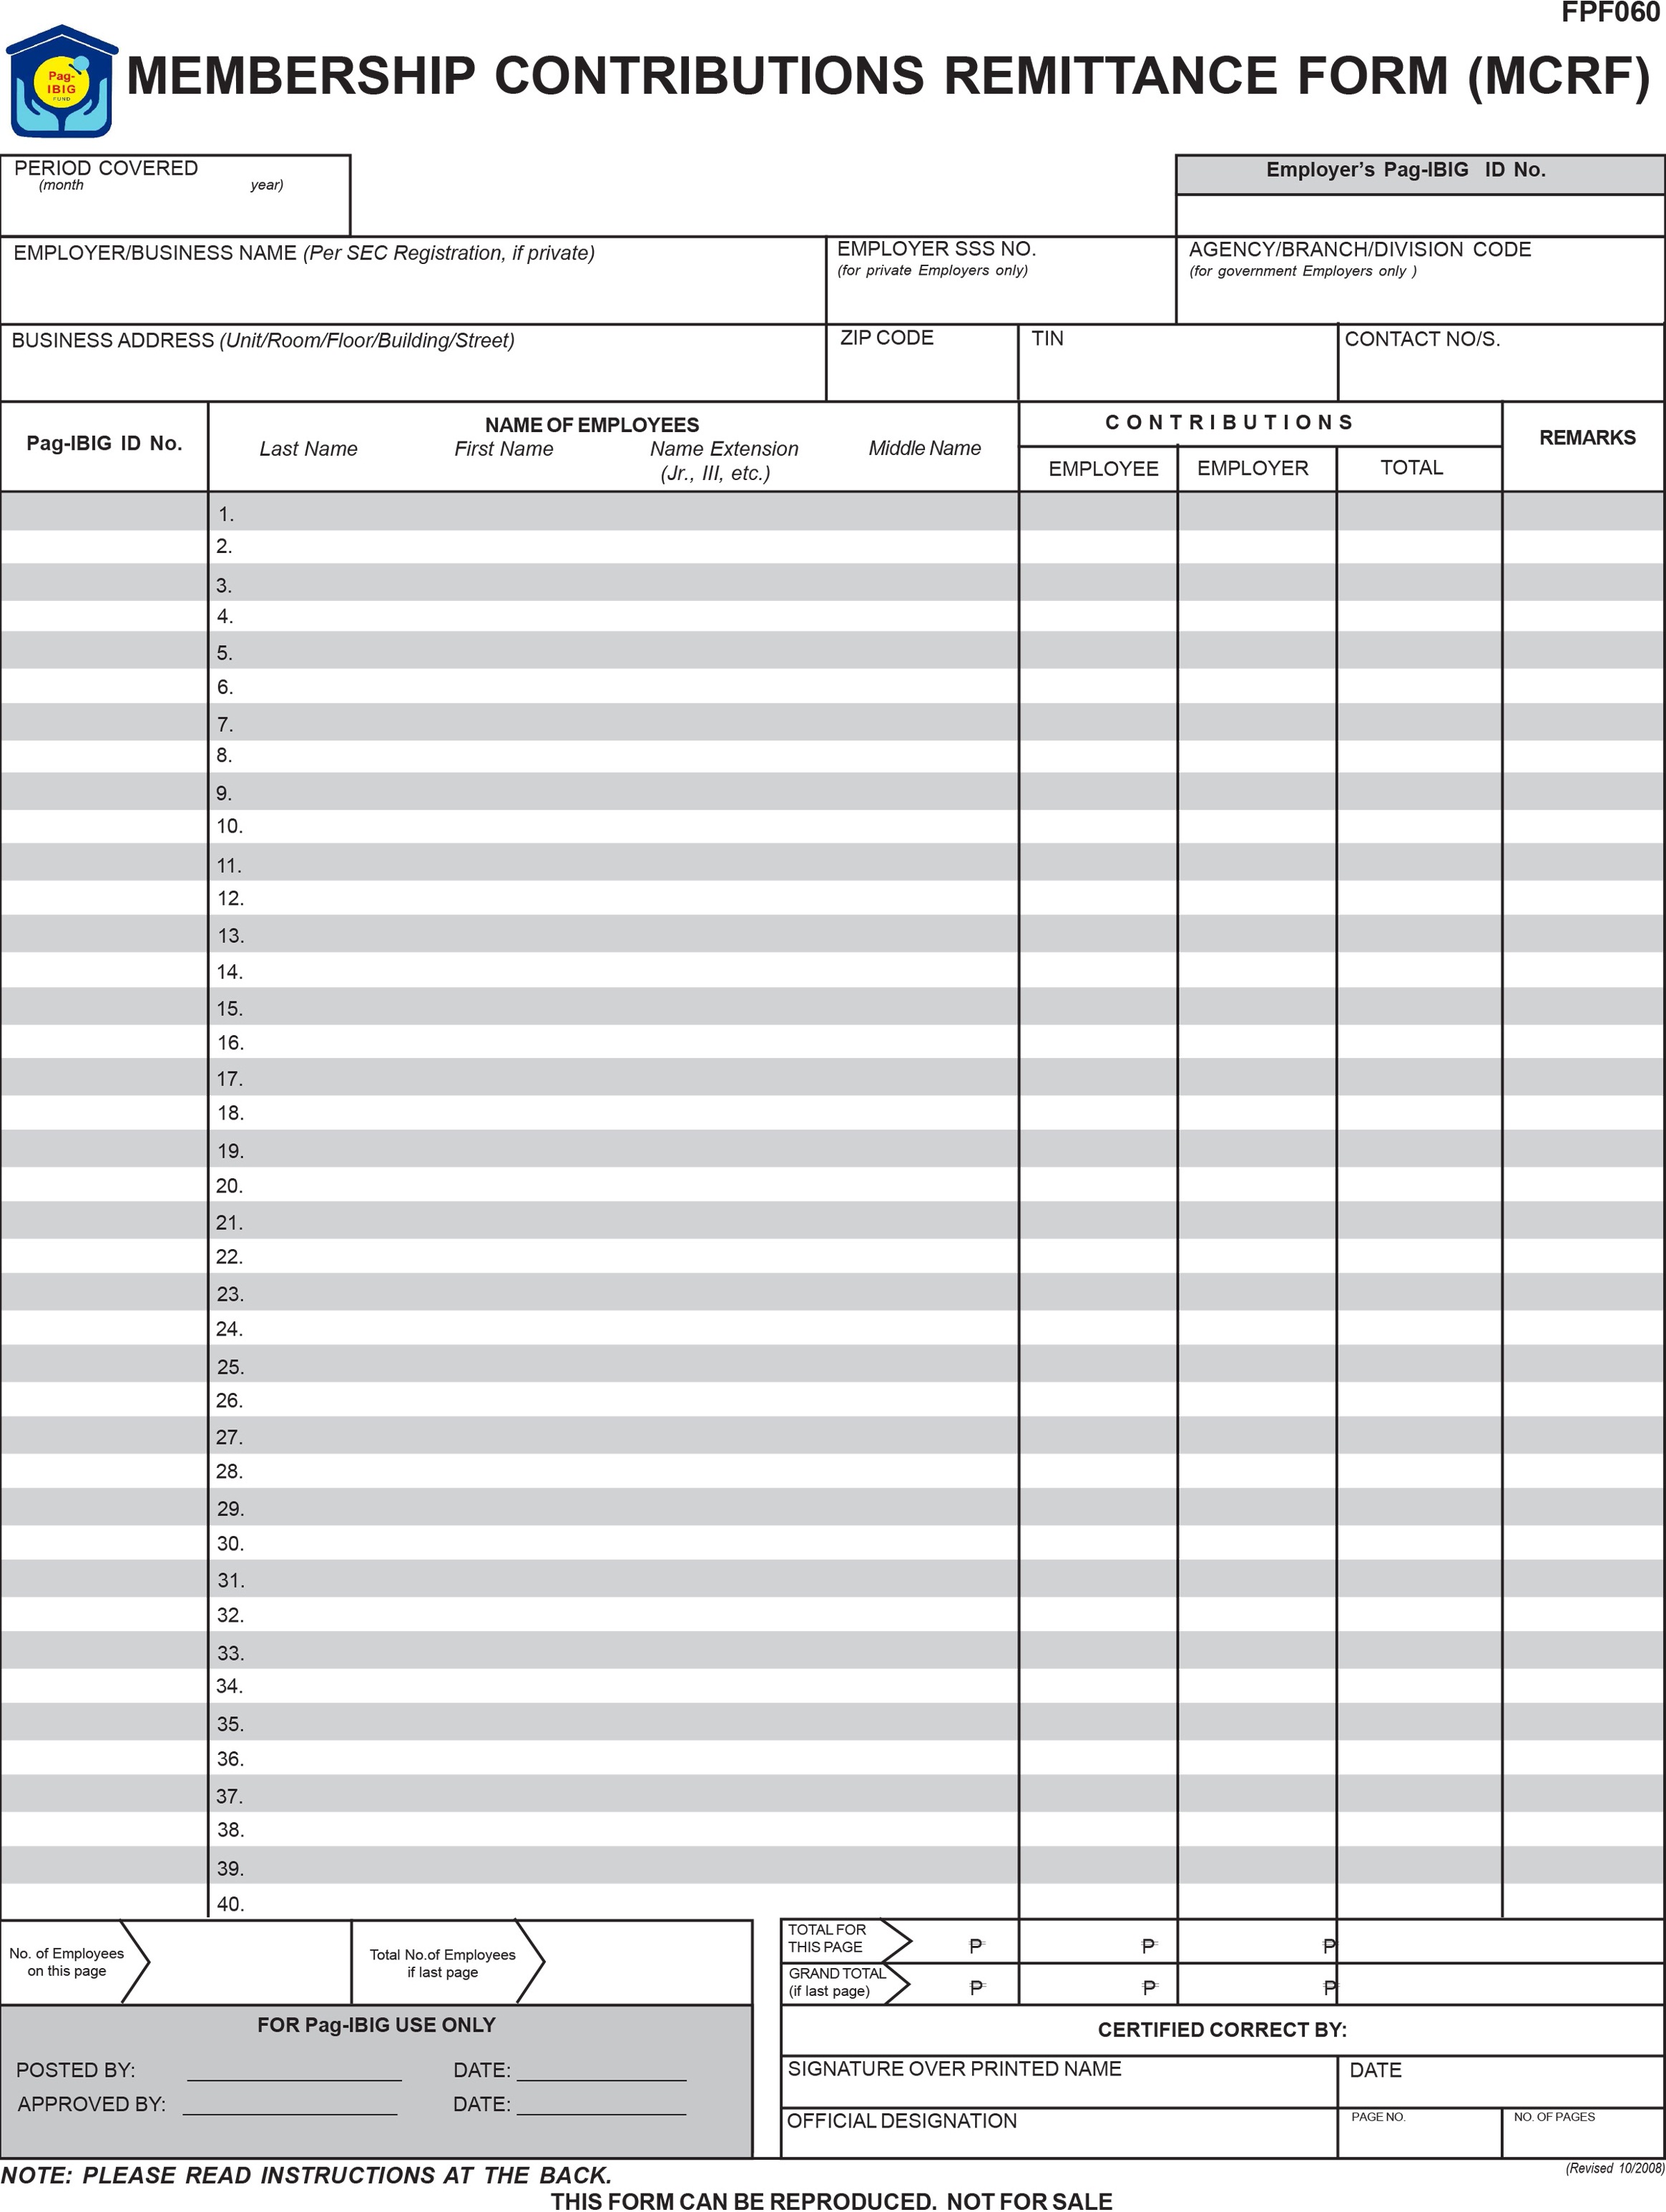 FPF060
Pag-
IBIG
FUND
MEMBERSHIP CONTRIBUTIONS REMITTANCE FORM (MCRF)
PERIOD COVERED
(month year)
Employer's Pag-IBIG ID No.
EMPLOYER/BUSINESS NAME (Per SEC Registration, if private)
EMPLOYER SSS NO.
(for private Employers only)
AGENCY/BRANCH/DIVISION CODE
(for government Employers only )
BUSINESS ADDRESS (Unit/Room/Floor/Building/Street)
ZIP CODE
TIN
CONTACT NO/S.
Pag-IBIG ID No.
NAME OF EMPLOYEES
Last Name First Name Name Extension Middle Name
(Jr., III, etc.)
CONTRIBUTIONS
EMPLOYEE EMPLOYER TOTAL
REMARKS
1.
2.
3.
4.
5.
6.
7.
8.
9.
10.
11.
12.
13.
14.
15.
16.
17.
18.
19.
20.
21.
22.
23.
24.
25.
26.
27.
28.
29.
30.
31.
32.
33.
34.
35.
36.
37.
38.
39.
40.
No. of Employees
on this page
Total No.of Employees
if last page
TOTAL FOR
THIS PAGE
₱ ₱ ₱
GRAND TOTAL
(if last page)
₱ ₱ ₱
FOR Pag-IBIG USE ONLY
POSTED BY: DATE:
APPROVED BY: DATE:
CERTIFIED CORRECT BY:
SIGNATURE OVER PRINTED NAME
DATE
OFFICIAL DESIGNATION
PAGE NO.
NO. OF PAGES
NOTE: PLEASE READ INSTRUCTIONS AT THE BACK.
(Revised 10/2008)
THIS FORM CAN BE REPRODUCED. NOT FOR SALE